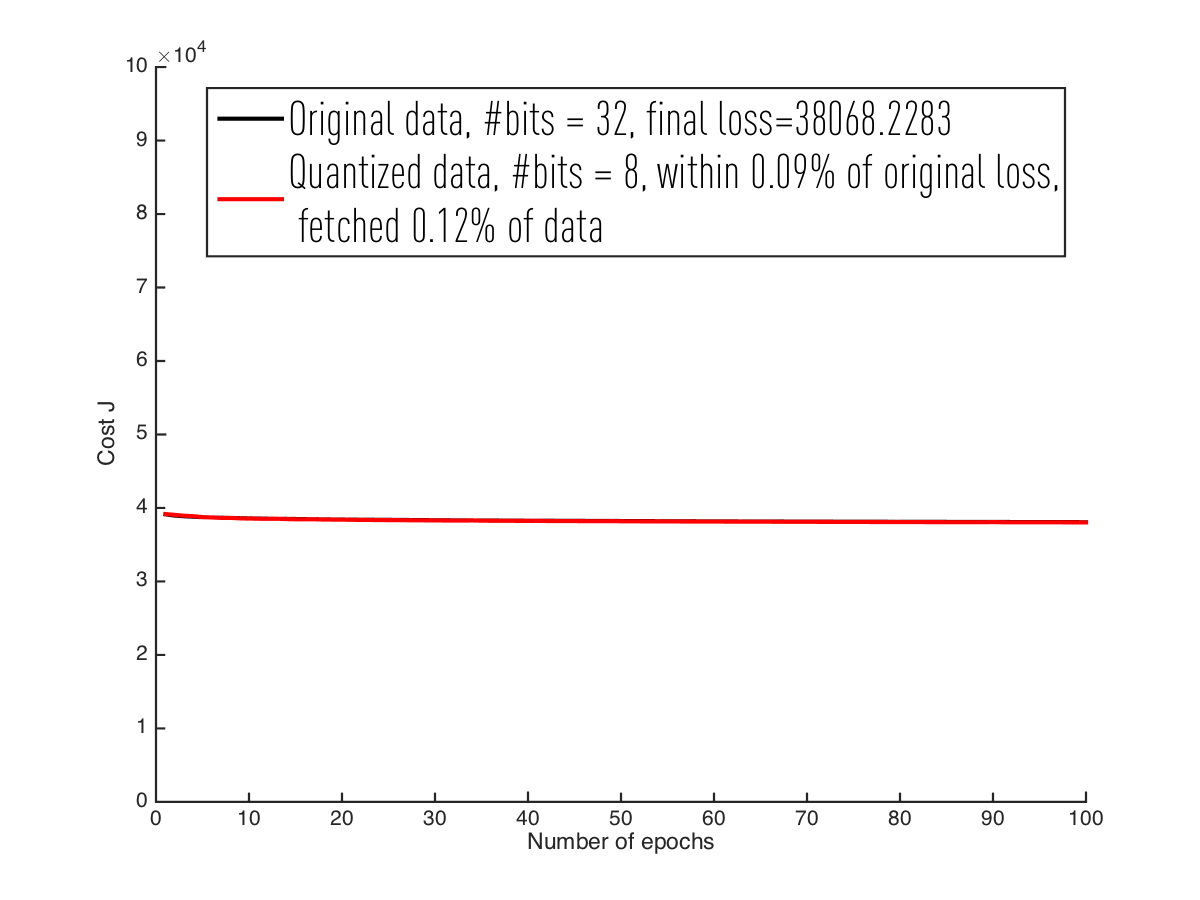 ×10^4
10
Original data, #bits = 32, final loss=38068.2283
Quantized data, #bits = 8, within 0.09% of original loss,
fetched 0.12% of data
9
8
7
6
5
4
3
2
1
0
Cost J
0 10 20 30 40 50 60 70 80 90 100
Number of epochs